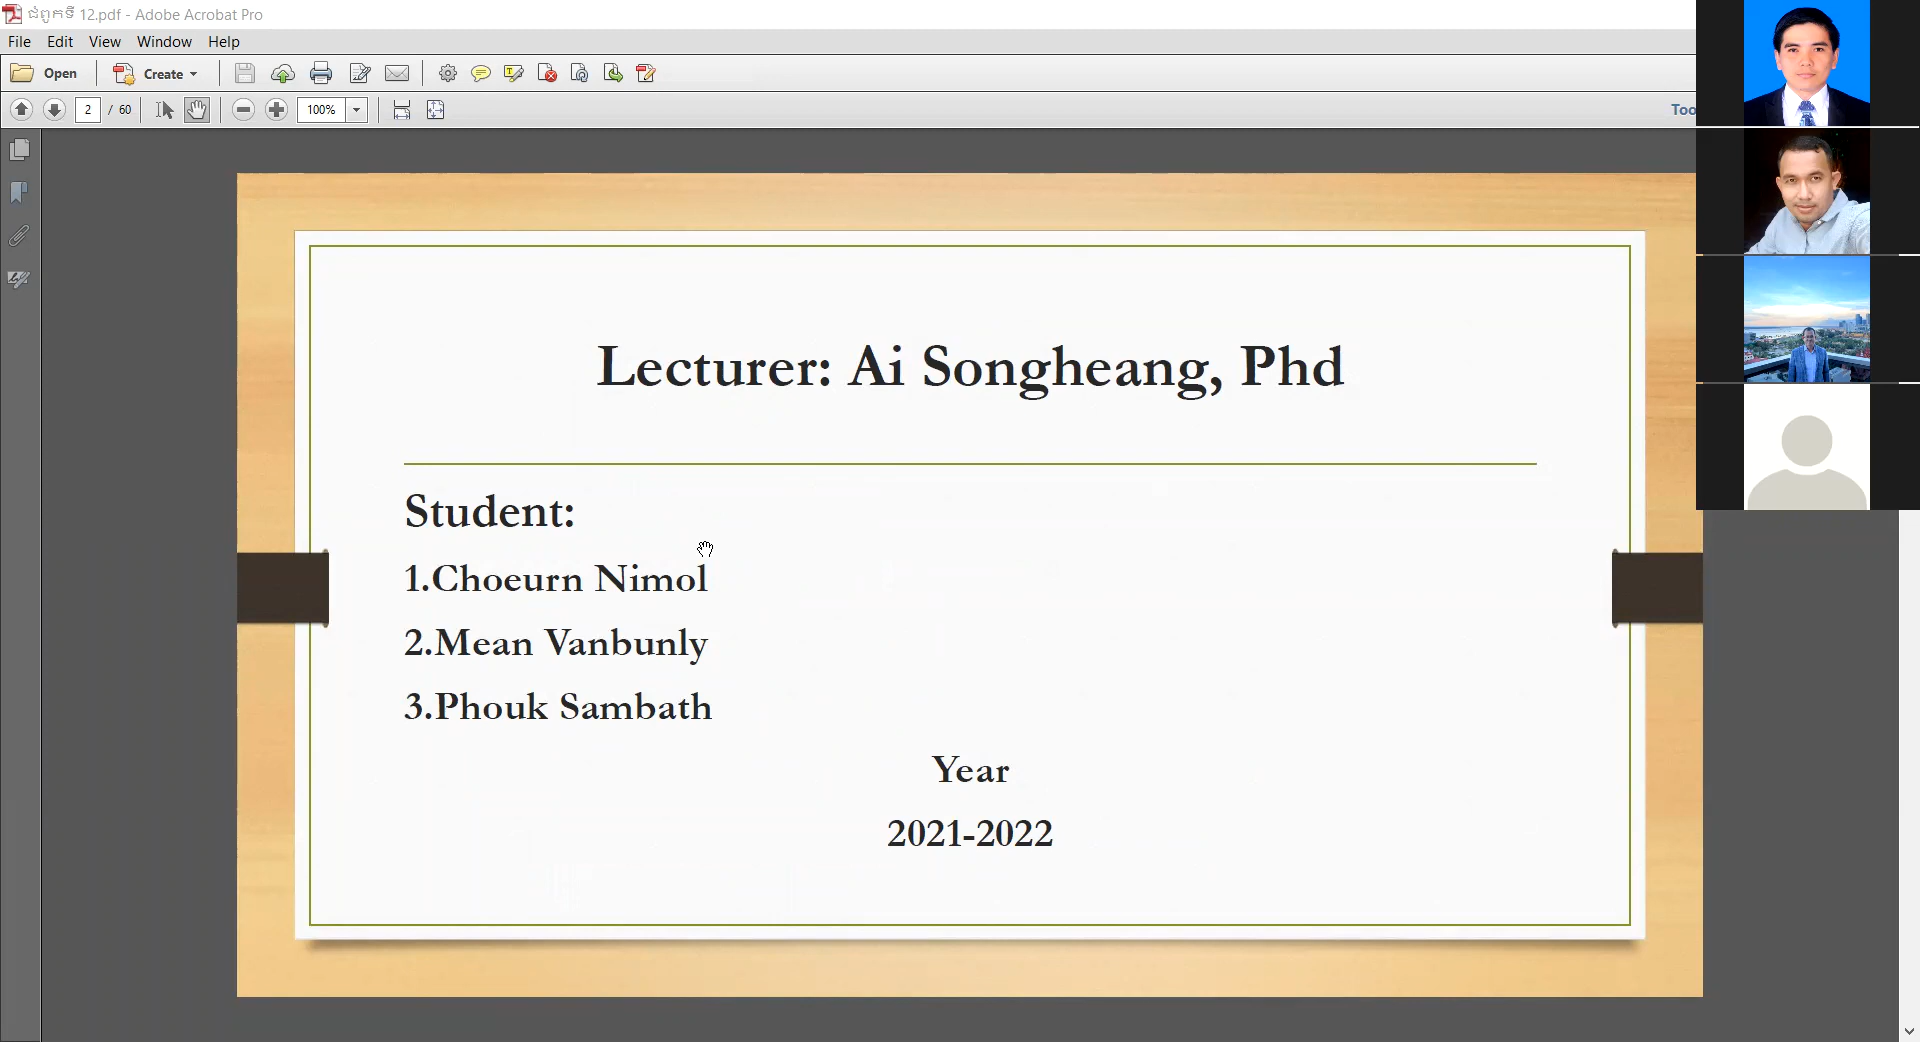 ជំពូកទី 12.pdf - Adobe Acrobat Pro
File Edit View Window Help
Open Create
2 / 60 100% Too
Lecturer: Ai Songheang, Phd
Student:
1.Choeurn Nimol
2.Mean Vanbunly
3.Phouk Sambath
Year
2021-2022